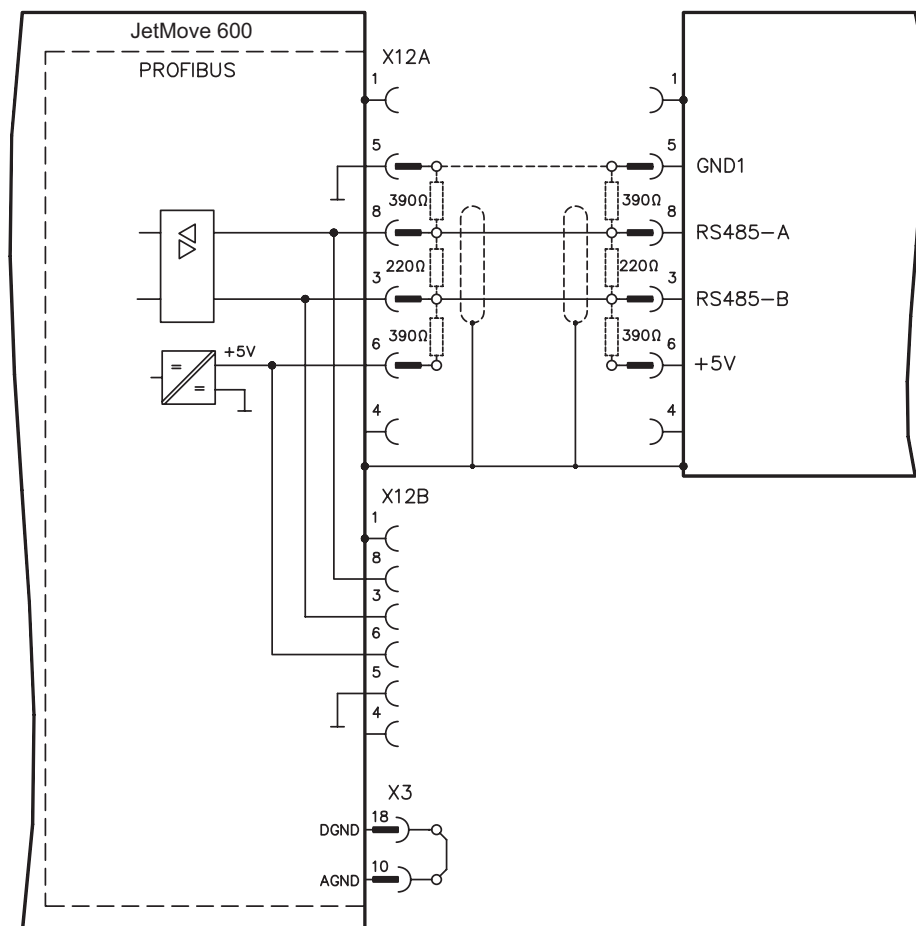 JetMove 600
PROFIBUS
X12A
1
1
5
5
GND1
390Ω
390Ω
8
8
RS485-A
220Ω
220Ω
3
3
RS485-B
390Ω
390Ω
6
6
+5V
+5V
=
=
4
4
X12B
1
8
3
6
5
4
X3
DGND
18
AGND
10